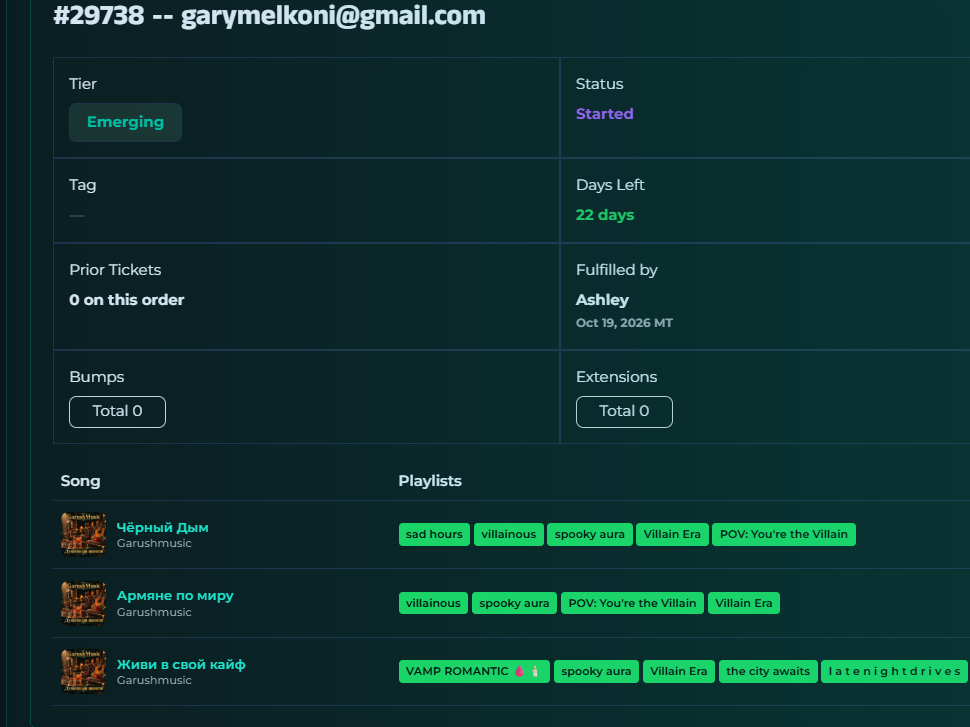 #29738 -- garymelkoni@gmail.com
Tier
Emerging
Status
Started
Tag
—
Days Left
22 days
Prior Tickets
0 on this order
Fulfilled by
Ashley
Oct 19, 2026 MT
Bumps
Total 0
Extensions
Total 0
Song Playlists
Чёрный Дым
Garushmusic
sad hours villainous spooky aura Villain Era POV: You're the Villain
Армяне по миру
Garushmusic
villainous spooky aura POV: You're the Villain Villain Era
Живи в свой кайф
Garushmusic
VAMP ROMANTIC 🩸🕯️ spooky aura Villain Era the city awaits l a t e n i g h t d r i v e s
GarushMusic
GarushMusic
GarushMusic